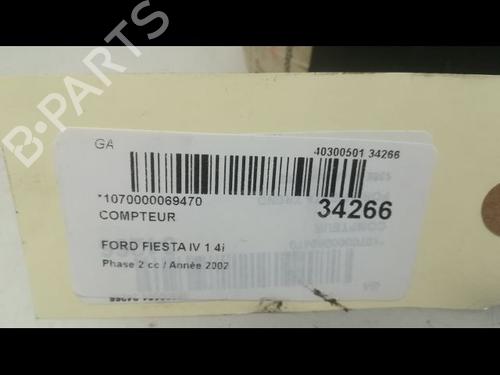 B-PARTS
GA
40300501 34266
*1070000069470
34266
COMPTEUR
FORD FIESTA IV 1 4i
Phase 2 cc / Année 2002